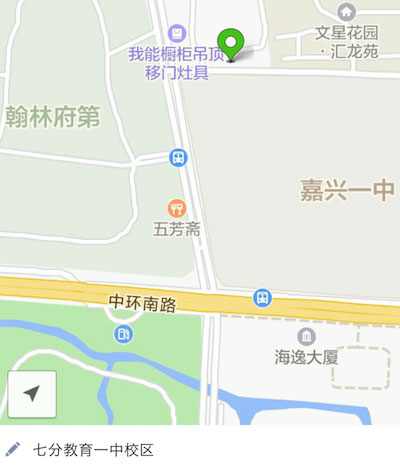 文星花园
·汇龙苑
我能橱柜吊顶
移门灶具
翰林府第
嘉兴一中
五芳斋
中环南路
海逸大厦
七分教育一中校区